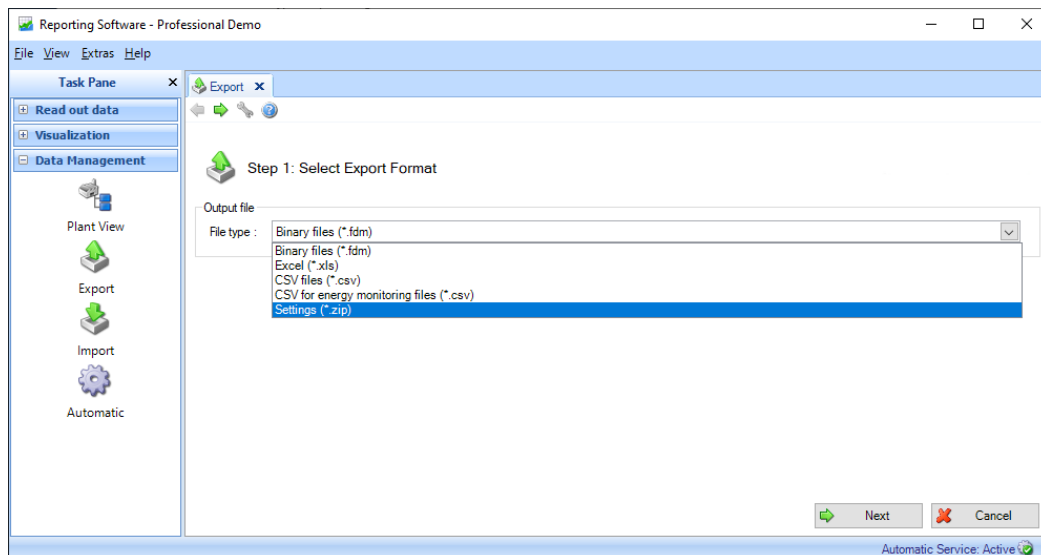 Reporting Software - Professional Demo
File View Extras Help
Task Pane
Export
Read out data
Visualization
Data Management
Plant View
Export
Import
Automatic
Step 1: Select Export Format
Output file
File type : Binary files (*.fdm)
Binary files (*.fdm)
Excel (*.xls)
CSV files (*.csv)
CSV for energy monitoring files (*.csv)
Settings (*.zip)
Next
Cancel
Automatic Service: Active